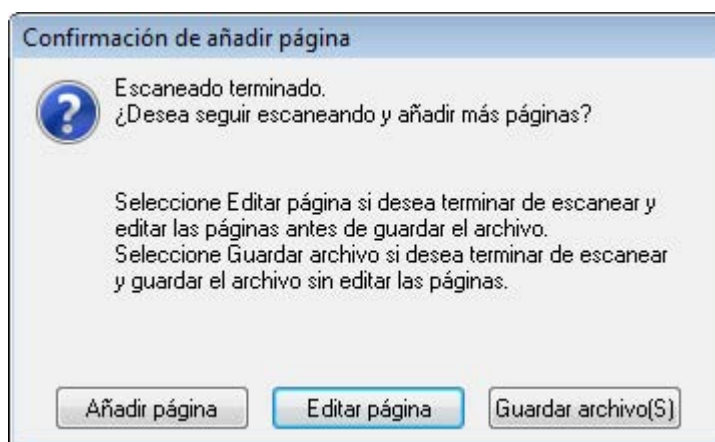 Confirmación de añadir página
Escaneado terminado.
¿Desea seguir escaneando y añadir más páginas?
Seleccione Editar página si desea terminar de escanear y
editar las páginas antes de guardar el archivo.
Seleccione Guardar archivo si desea terminar de escanear
y guardar el archivo sin editar las páginas.
Añadir página Editar página Guardar archivo(S)